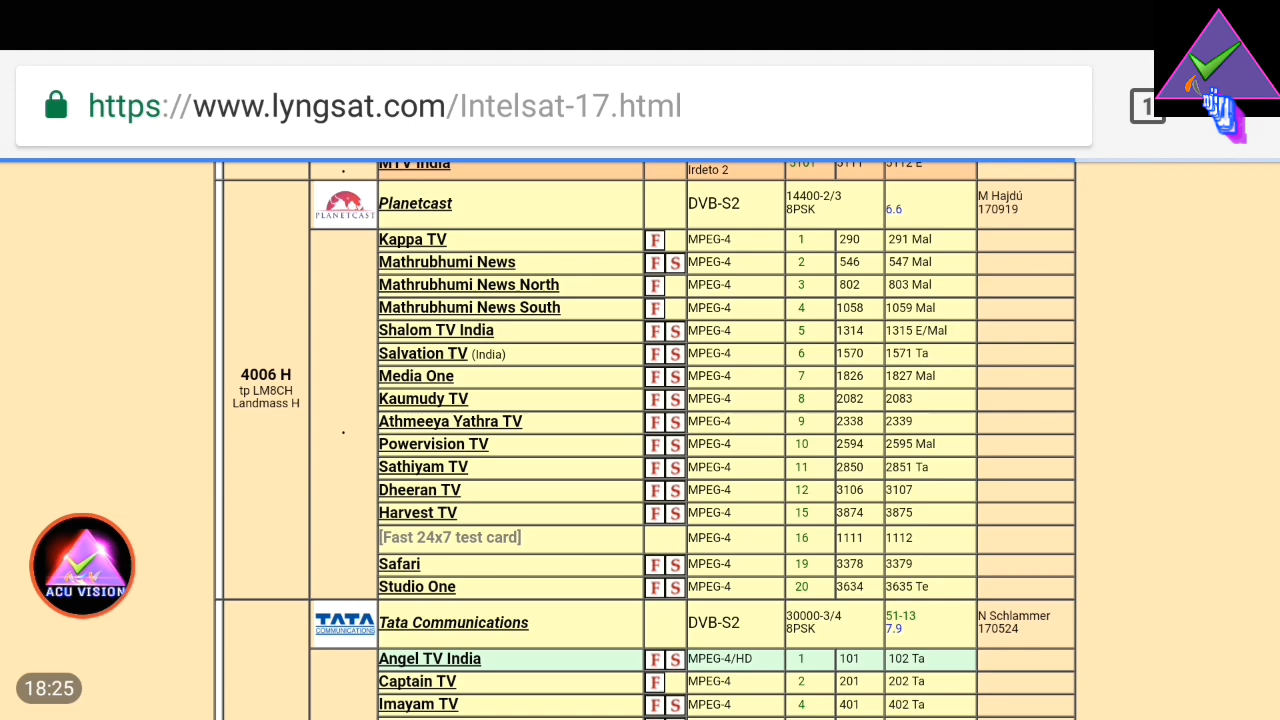 https://www.lyngsat.com/Intelsat-17.html
1
MTV India Irdeto 2 5101 5111 5112 E
PLANETCAST Planetcast DVB-S2 14400-2/3 8PSK 6.6 M Hajdú 170919
Kappa TV F MPEG-4 1 290 291 Mal
Mathrubhumi News F S MPEG-4 2 546 547 Mal
Mathrubhumi News North F MPEG-4 3 802 803 Mal
Mathrubhumi News South F MPEG-4 4 1058 1059 Mal
Shalom TV India F S MPEG-4 5 1314 1315 E/Mal
Salvation TV (India) F S MPEG-4 6 1570 1571 Ta
4006 H
tp LM8CH
Landmass H
Media One F S MPEG-4 7 1826 1827 Mal
Kaumudy TV F S MPEG-4 8 2082 2083
Athmeeya Yathra TV F S MPEG-4 9 2338 2339
Powervision TV F S MPEG-4 10 2594 2595 Mal
Sathiyam TV F S MPEG-4 11 2850 2851 Ta
Dheeran TV F S MPEG-4 12 3106 3107
Harvest TV F S MPEG-4 15 3874 3875
[Fast 24x7 test card] MPEG-4 16 1111 1112
Safari F S MPEG-4 19 3378 3379
Studio One F S MPEG-4 20 3634 3635 Te
ACU VISION
TATA COMMUNICATIONS Tata Communications DVB-S2 30000-3/4 8PSK 51-13 7.9 N Schlammer 170524
Angel TV India F S MPEG-4/HD 1 101 102 Ta
Captain TV F MPEG-4 2 201 202 Ta
Imayam TV F S MPEG-4 4 401 402 Ta
18:25